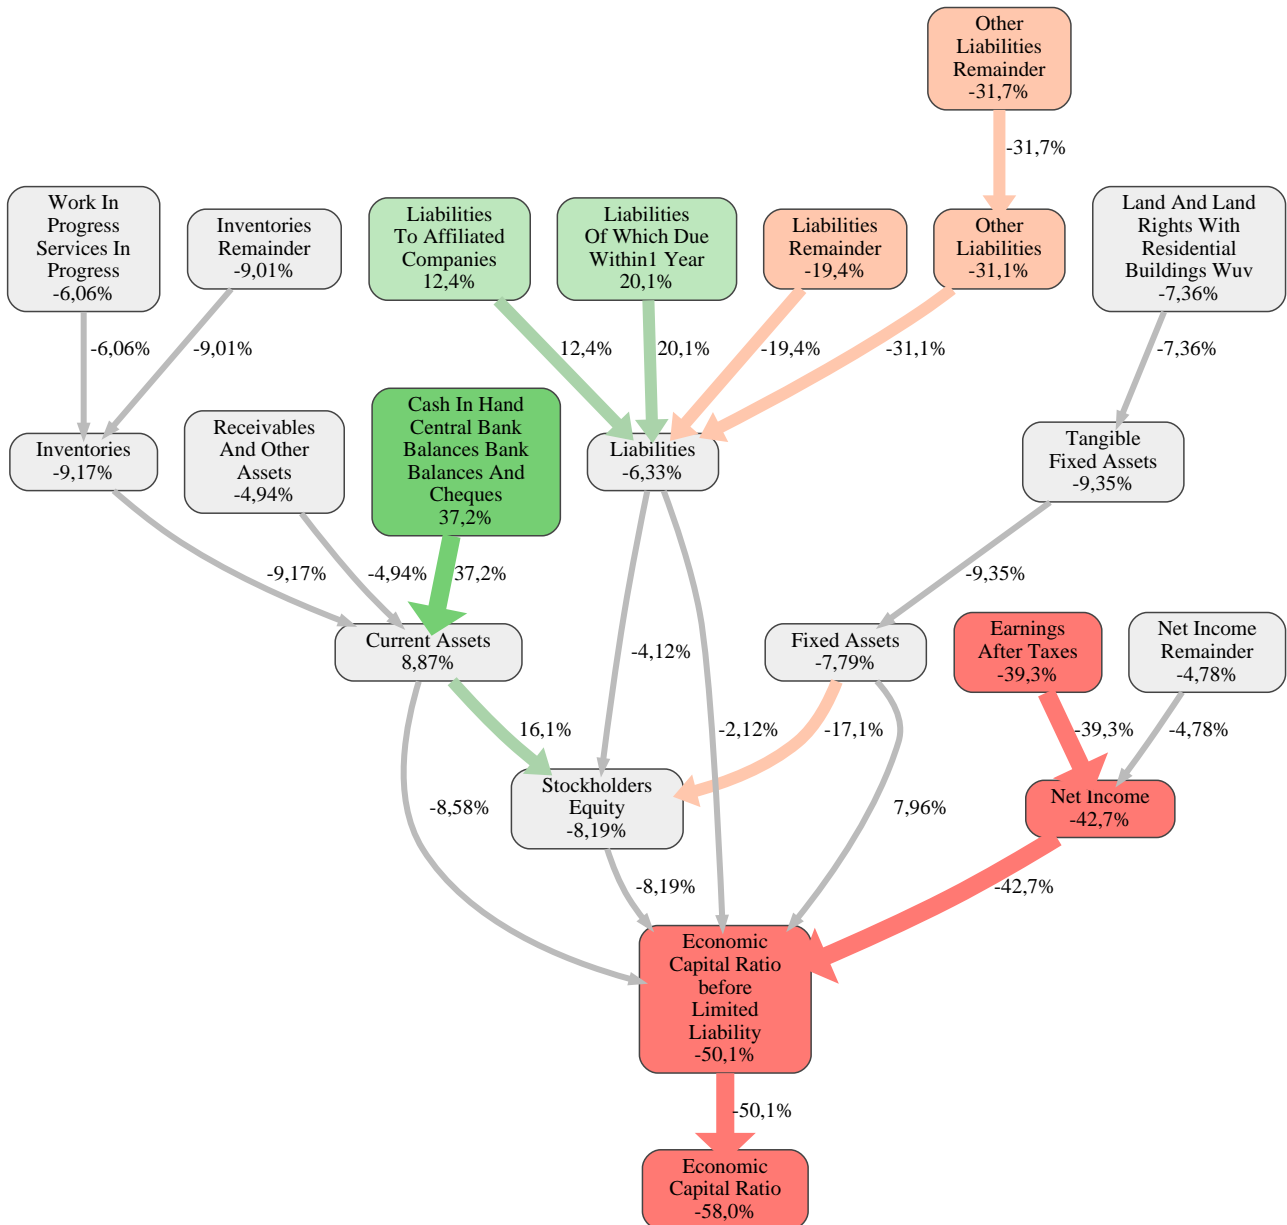 Other
Liabilities
Remainder
-31,7%
-31,7%
Work In
Progress
Services In
Progress
-6,06%
Inventories
Remainder
-9,01%
Liabilities
To Affiliated
Companies
12,4%
Liabilities
Of Which Due
Within1 Year
20,1%
Liabilities
Remainder
-19,4%
Other
Liabilities
-31,1%
Land And Land
Rights With
Residential
Buildings Wuv
-7,36%
-6,06%
-9,01%
12,4%
20,1%
-19,4%
-31,1%
-7,36%
Inventories
-9,17%
Receivables
And Other
Assets
-4,94%
Cash In Hand
Central Bank
Balances Bank
Balances And
Cheques
37,2%
Liabilities
-6,33%
Tangible
Fixed Assets
-9,35%
-9,17%
-4,94%
37,2%
-9,35%
Current Assets
8,87%
-4,12%
Fixed Assets
-7,79%
Earnings
After Taxes
-39,3%
Net Income
Remainder
-4,78%
16,1%
-2,12%
-17,1%
-39,3%
-4,78%
-8,58%
Stockholders
Equity
-8,19%
7,96%
Net Income
-42,7%
-8,19%
-42,7%
Economic
Capital Ratio
before
Limited
Liability
-50,1%
-50,1%
Economic
Capital Ratio
-58,0%